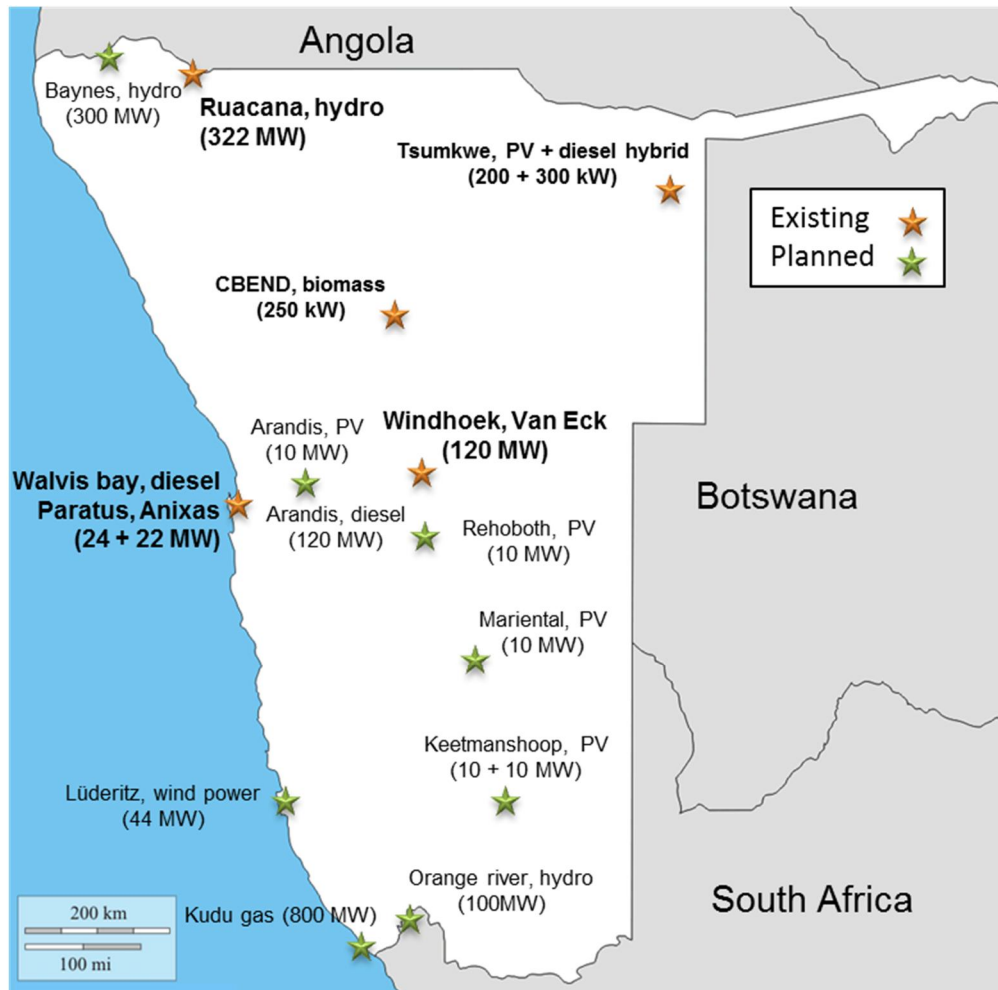 Angola
Baynes, hydro
(300 MW)
Ruacana, hydro
(322 MW)
Tsumkwe, PV + diesel hybrid
(200 + 300 kW)
Existing
Planned
CBEND, biomass
(250 kW)
Arandis, PV
(10 MW)
Windhoek, Van Eck
(120 MW)
Walvis bay, diesel
Paratus, Anixas
(24 + 22 MW)
Arandis, diesel
(120 MW)
Rehoboth, PV
(10 MW)
Botswana
Mariental, PV
(10 MW)
Keetmanshoop, PV
(10 + 10 MW)
Lüderitz, wind power
(44 MW)
Orange river, hydro
(100MW)
Kudu gas (800 MW)
South Africa
200 km
100 mi